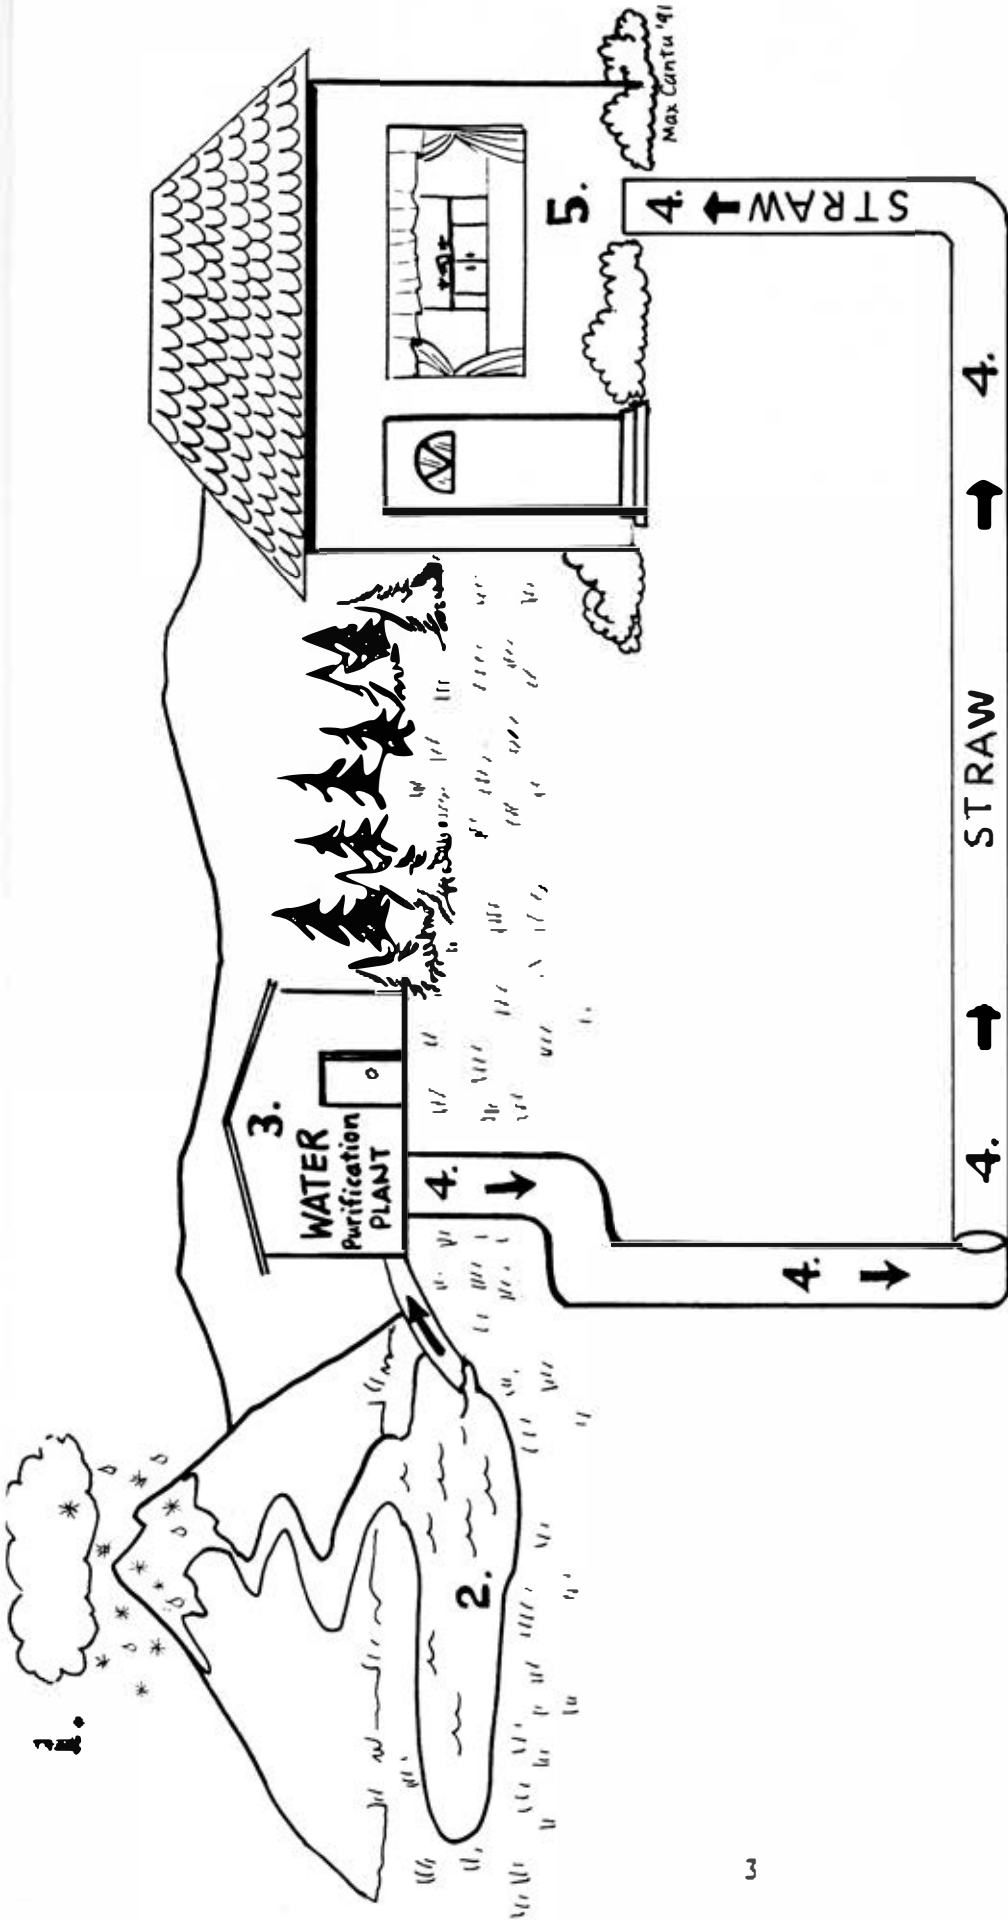 1.
2.
3.
WATER
Purification
PLANT
4.
4.
4.
STRAW
4.
STRAW
4.
5.
Max Cantu '91
3